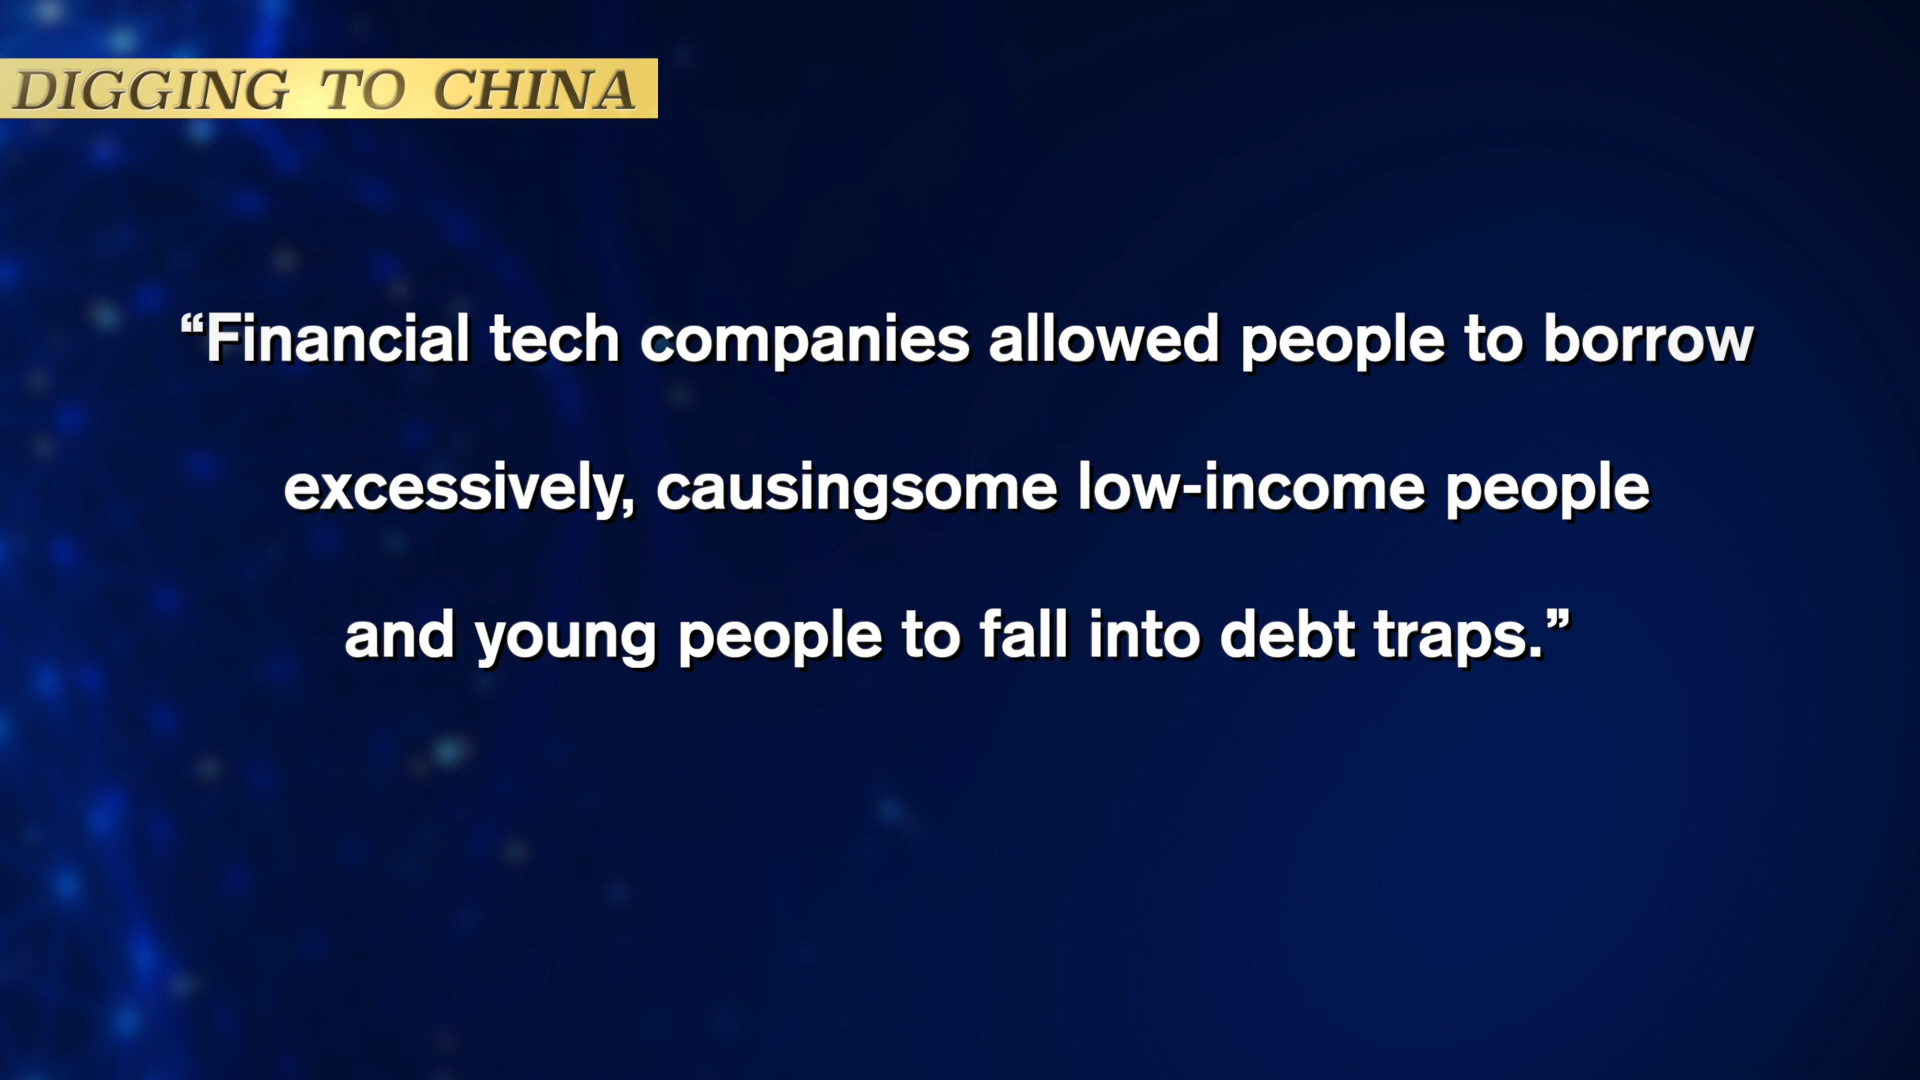 DIGGING TO CHINA
“Financial tech companies allowed people to borrow
excessively, causingsome low-income people
and young people to fall into debt traps.”